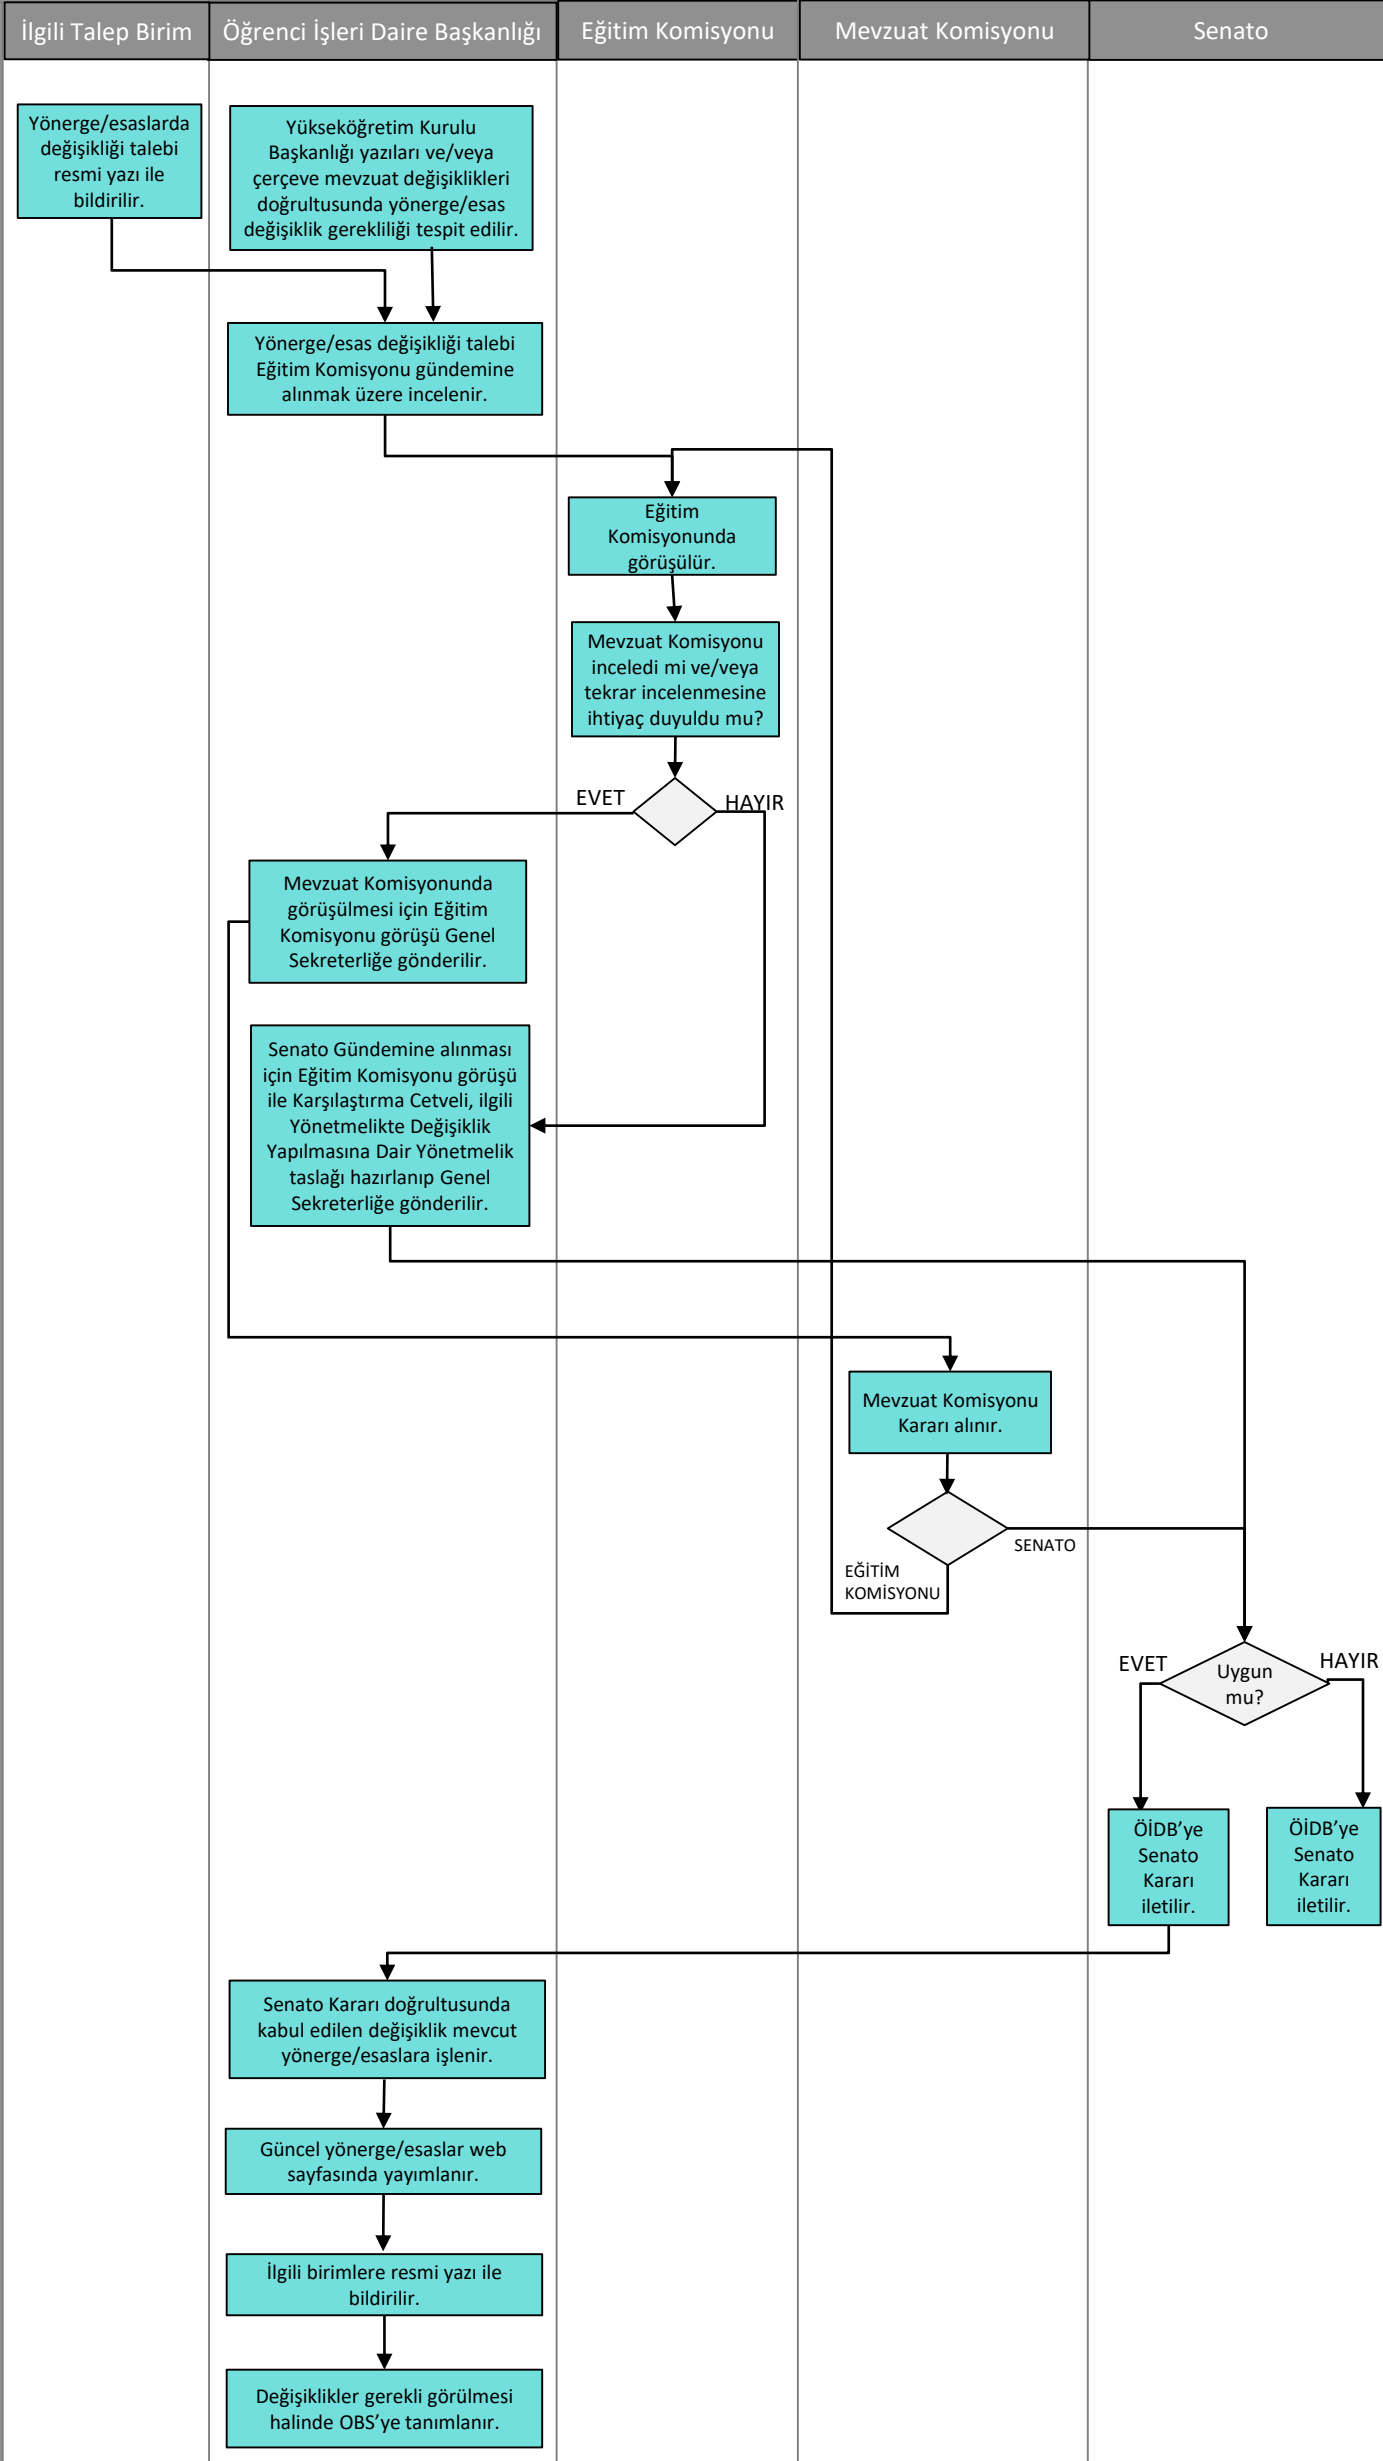 İlgili Talep Birim
Öğrenci İşleri Daire Başkanlığı
Eğitim Komisyonu
Mevzuat Komisyonu
Senato
Yönerge/esaslarda
değişikliği talebi
resmi yazı ile
bildirilir.
Yükseköğretim Kurulu
Başkanlığı yazıları ve/veya
çerçeve mevzuat değişiklikleri
doğrultusunda yönerge/esas
değişiklik gerekliliği tespit edilir.
Yönerge/esas değişikliği talebi
Eğitim Komisyonu gündemine
alınmak üzere incelenir.
Eğitim
Komisyonunda
görüşülür.
Mevzuat Komisyonu
inceledi mi ve/veya
tekrar incelenmesine
ihtiyaç duyuldu mu?
EVET
HAYIR
Mevzuat Komisyonunda
görüşülmesi için Eğitim
Komisyonu görüşü Genel
Sekreterliğe gönderilir.
Senato Gündemine alınması
için Eğitim Komisyonu görüşü
ile Karşılaştırma Cetveli, ilgili
Yönetmelikte Değişiklik
Yapılmasına Dair Yönetmelik
taslağı hazırlanıp Genel
Sekreterliğe gönderilir.
Mevzuat Komisyonu
Kararı alınır.
SENATO
EĞİTİM
KOMİSYONU
EVET
Uygun
mu?
HAYIR
ÖİDB’ye
Senato
Kararı
iletilir.
ÖİDB’ye
Senato
Kararı
iletilir.
Senato Kararı doğrultusunda
kabul edilen değişiklik mevcut
yönerge/esaslara işlenir.
Güncel yönerge/esaslar web
sayfasında yayımlanır.
İlgili birimlere resmi yazı ile
bildirilir.
Değişiklikler gerekli görülmesi
halinde OBS’ye tanımlanır.